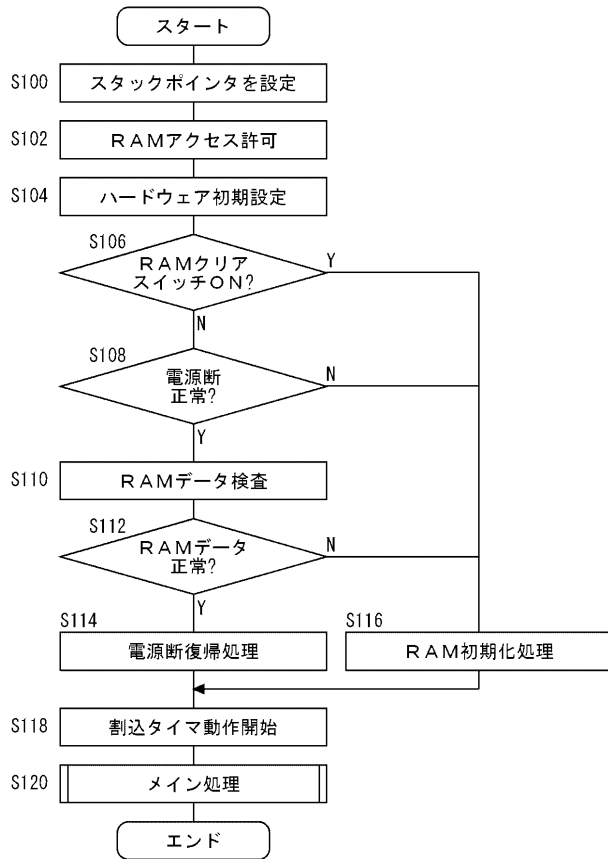 スタート
S100
スタックポインタを設定
S102
RAMアクセス許可
S104
ハードウェア初期設定
S106
RAMクリア
スイッチON?
Y
N
S108
電源断
正常?
N
Y
S110
RAMデータ検査
S112
RAMデータ
正常?
N
Y
S114
電源断復帰処理
S116
RAM初期化処理
S118
割込タイマ動作開始
S120
メイン処理
エンド